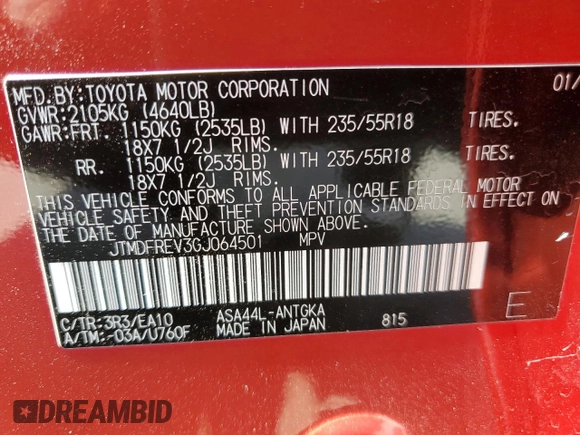 MFD.BY:TOYOTA MOTOR CORPORATION 01/
GVWR:2105KG (4640LB)
GAWR:FRT. 1150KG (2535LB) WITH 235/55R18 TIRES.
18X7 1/2J RIMS.
RR. 1150KG (2535LB) WITH 235/55R18 TIRES.
18X7 1/2J RIMS.
THIS VEHICLE CONFORMS TO ALL APPLICABLE FEDERAL MOTOR
VEHICLE SAFETY AND THEFT PREVENTION STANDARDS IN EFFECT ON
THE DATE OF MANUFACTURE SHOWN ABOVE.
JTMDFREV3GJ064501 MPV
C/TR:3R3/EA10 ASA44L-ANTGKA 815 E
A/TM:-03A/U760F MADE IN JAPAN
DREAMBID